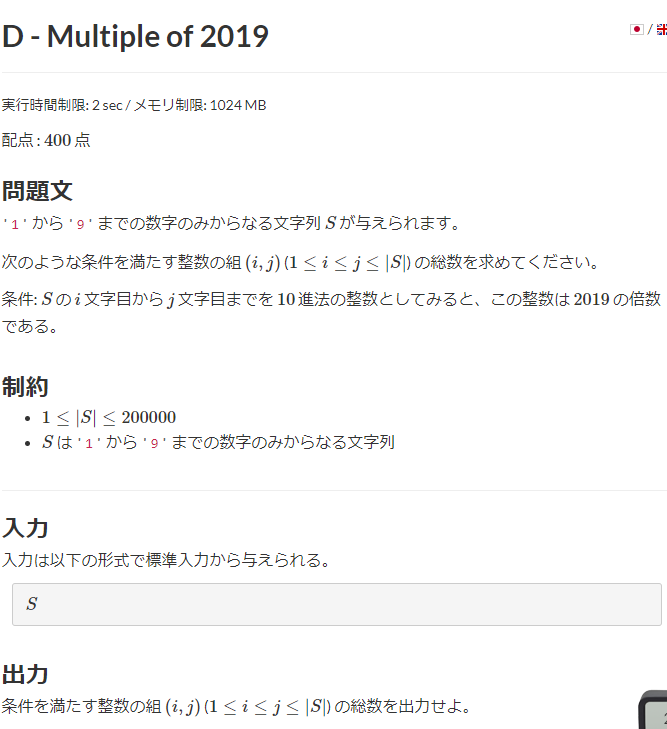 D - Multiple of 2019
/
実行時間制限: 2 sec / メモリ制限: 1024 MB
配点 : 400 点
問題文
'1' から '9' までの数字のみからなる文字列 S が与えられます。
次のような条件を満たす整数の組 (i, j) (1 ≤ i ≤ j ≤ |S|) の総数を求めてください。
条件: S の i 文字目から j 文字目までを 10 進法の整数としてみると、この整数は 2019 の倍数
である。
制約
• 1 ≤ |S| ≤ 200000
• S は '1' から '9' までの数字のみからなる文字列
入力
入力は以下の形式で標準入力から与えられる。
S
出力
条件を満たす整数の組 (i, j) (1 ≤ i ≤ j ≤ |S|) の総数を出力せよ。